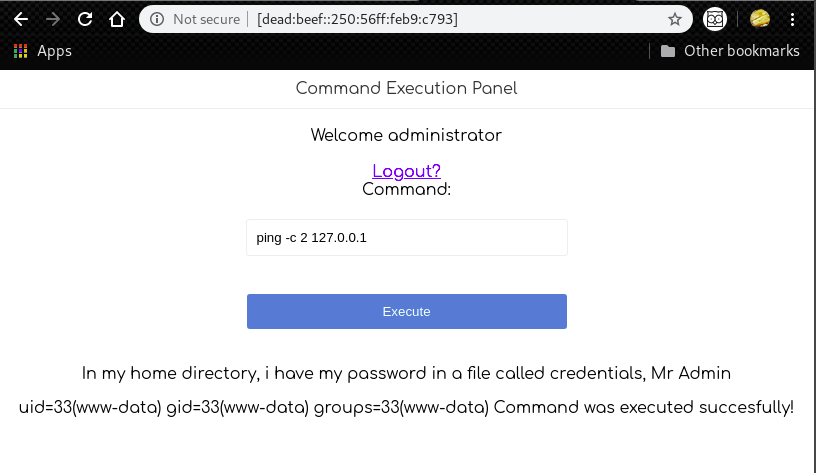 Not secure
[dead:beef::250:56ff:feb9:c793]
Apps
Other bookmarks
Command Execution Panel
Welcome administrator
Logout?
Command:
ping -c 2 127.0.0.1
Execute
In my home directory, i have my password in a file called credentials, Mr Admin
uid=33(www-data) gid=33(www-data) groups=33(www-data) Command was executed succesfully!